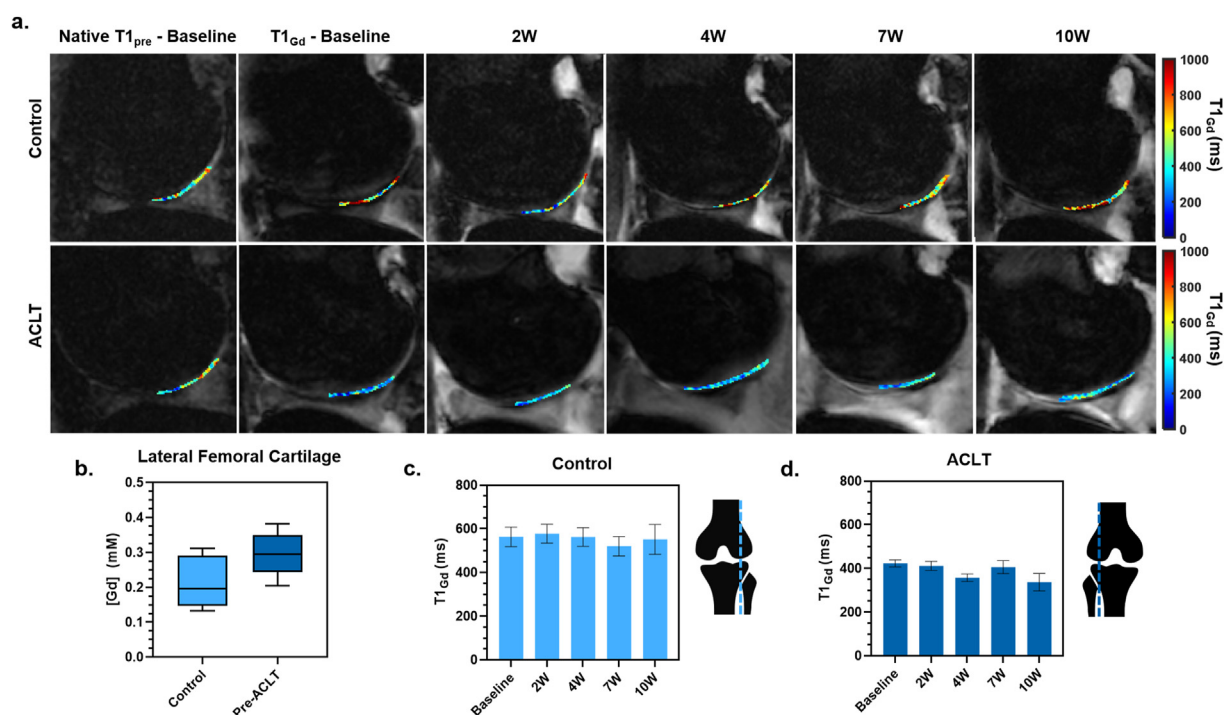 a.
Native T1pre - Baseline
T1Gd - Baseline
2W
4W
7W
10W
Control
1000
800
600
400
200
0
T1Gd (ms)
ACLT
1000
800
600
400
200
0
T1Gd (ms)
b.
Lateral Femoral Cartilage
[Gd] (mM)
0.5
0.4
0.3
0.2
0.1
0.0
Control
Pre-ACLT
c.
Control
T1Gd (ms)
800
600
400
200
0
Baseline
2W
4W
7W
10W
d.
ACLT
T1Gd (ms)
800
600
400
200
0
Baseline
2W
4W
7W
10W